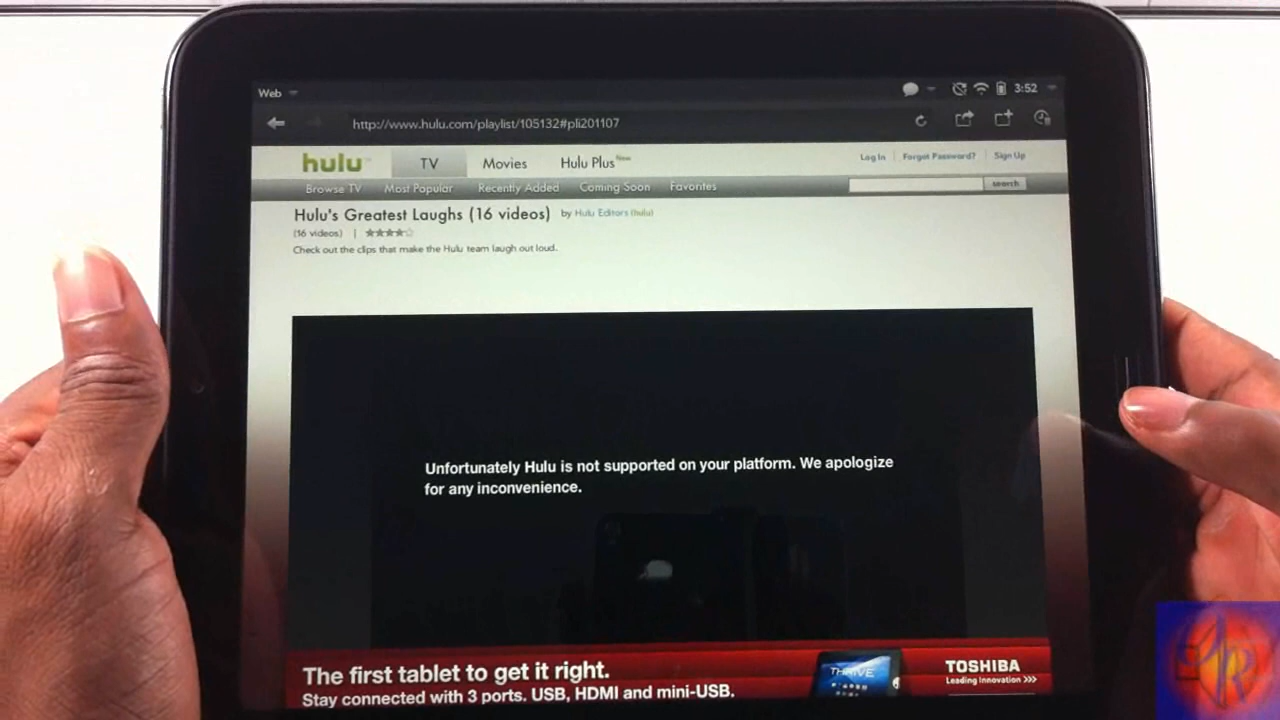 Web 3:52
http://www.hulu.com/playlist/105132#pli201107
hulu TV Movies Hulu Plus New Log In Forgot Password? Sign Up
Browse TV Most Popular Recently Added Coming Soon Favorites search
Hulu's Greatest Laughs (16 videos) by Hulu Editors (hulu)
(16 videos) |
Check out the clips that make the Hulu team laugh out loud.
Unfortunately Hulu is not supported on your platform. We apologize
for any inconvenience.
The first tablet to get it right.
Stay connected with 3 ports. USB, HDMI and mini-USB.
THRIVE
TOSHIBA
Leading Innovation >>>